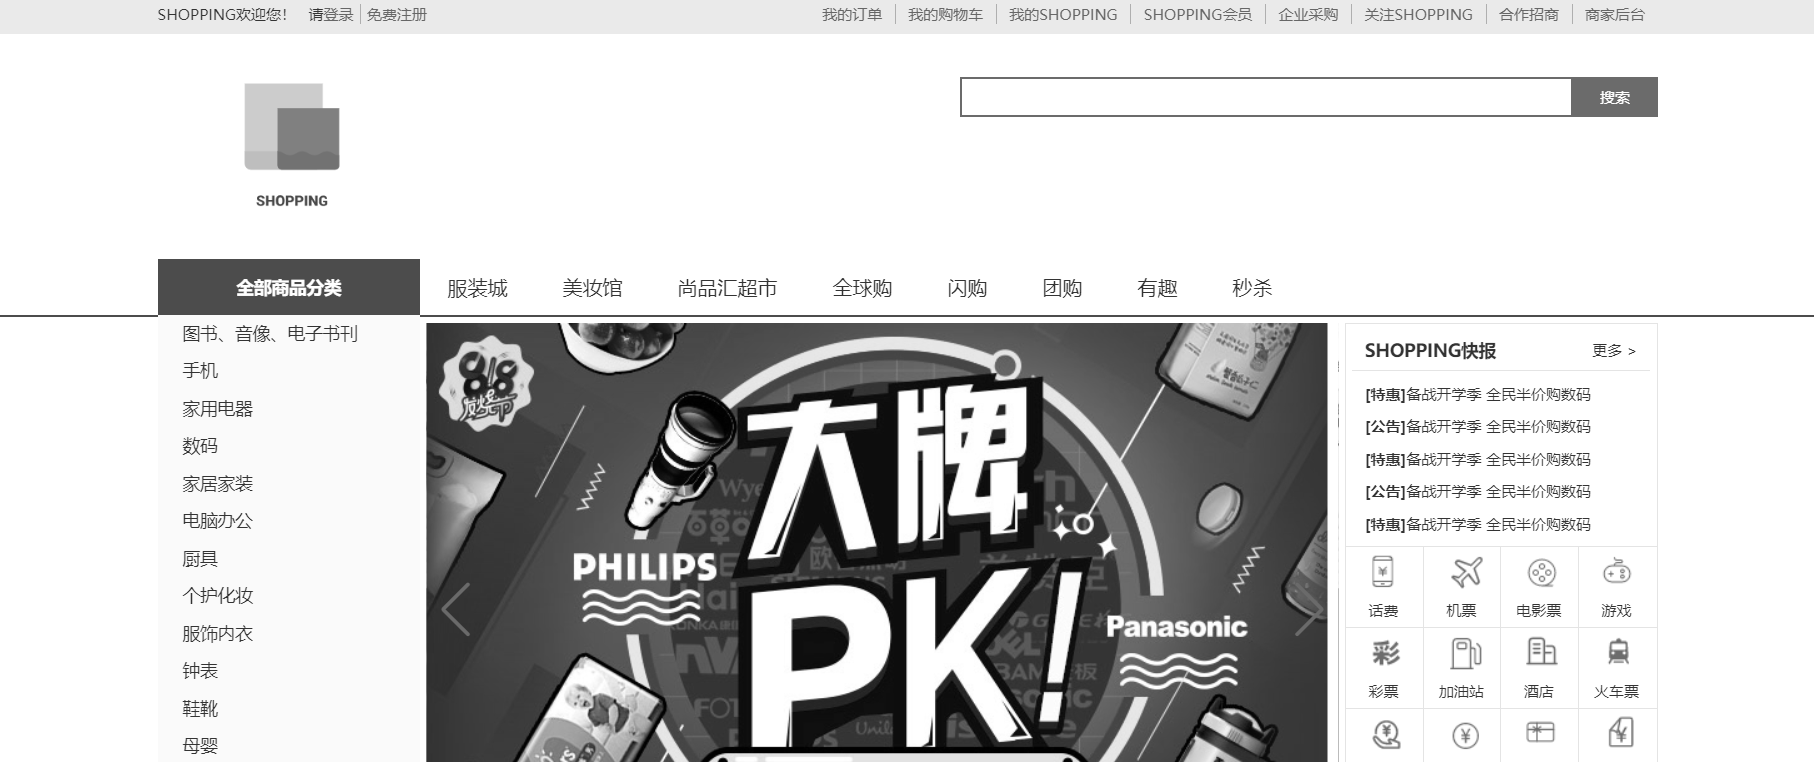 SHOPPING欢迎您！ 请登录 免费注册
我的订单 我的购物车 我的SHOPPING SHOPPING会员 企业采购 关注SHOPPING 合作招商 商家后台
搜索
SHOPPING
全部商品分类 服装城 美妆馆 尚品汇超市 全球购 闪购 团购 有趣 秒杀
图书、音像、电子书刊
手机
家用电器
数码
家居家装
电脑办公
厨具
个护化妆
服饰内衣
钟表
鞋靴
母婴
发烧节
大牌
PK!
PHILIPS
Panasonic
SHOPPING快报 更多 >
[特惠]备战开学季 全民半价购数码
[公告]备战开学季 全民半价购数码
[特惠]备战开学季 全民半价购数码
[公告]备战开学季 全民半价购数码
[特惠]备战开学季 全民半价购数码
话费 机票 电影票 游戏
彩
彩票 加油站 酒店 火车票